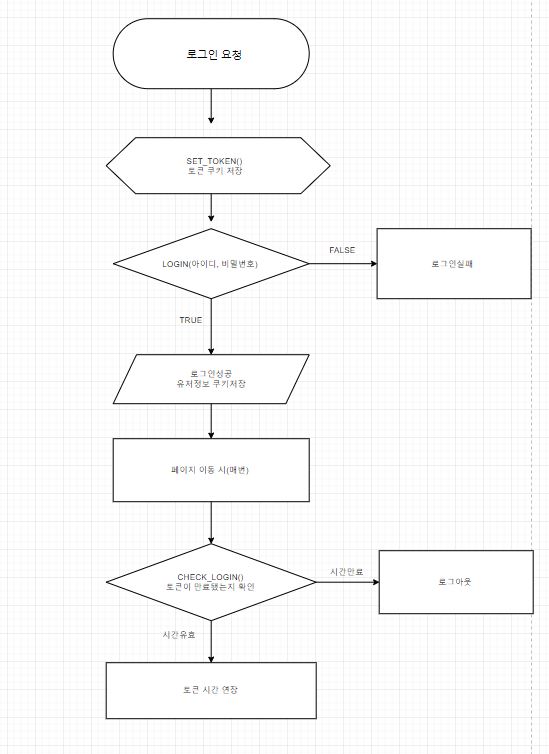 로그인 요청
SET_TOKEN()
토큰 쿠키 저장
LOGIN(아이디, 비밀번호)
FALSE
로그인실패
TRUE
로그인성공
유저정보 쿠키저장
페이지 이동 시(매번)
CHECK_LOGIN()
토큰이 만료됐는지 확인
시간만료
로그아웃
시간유효
토큰 시간 연장